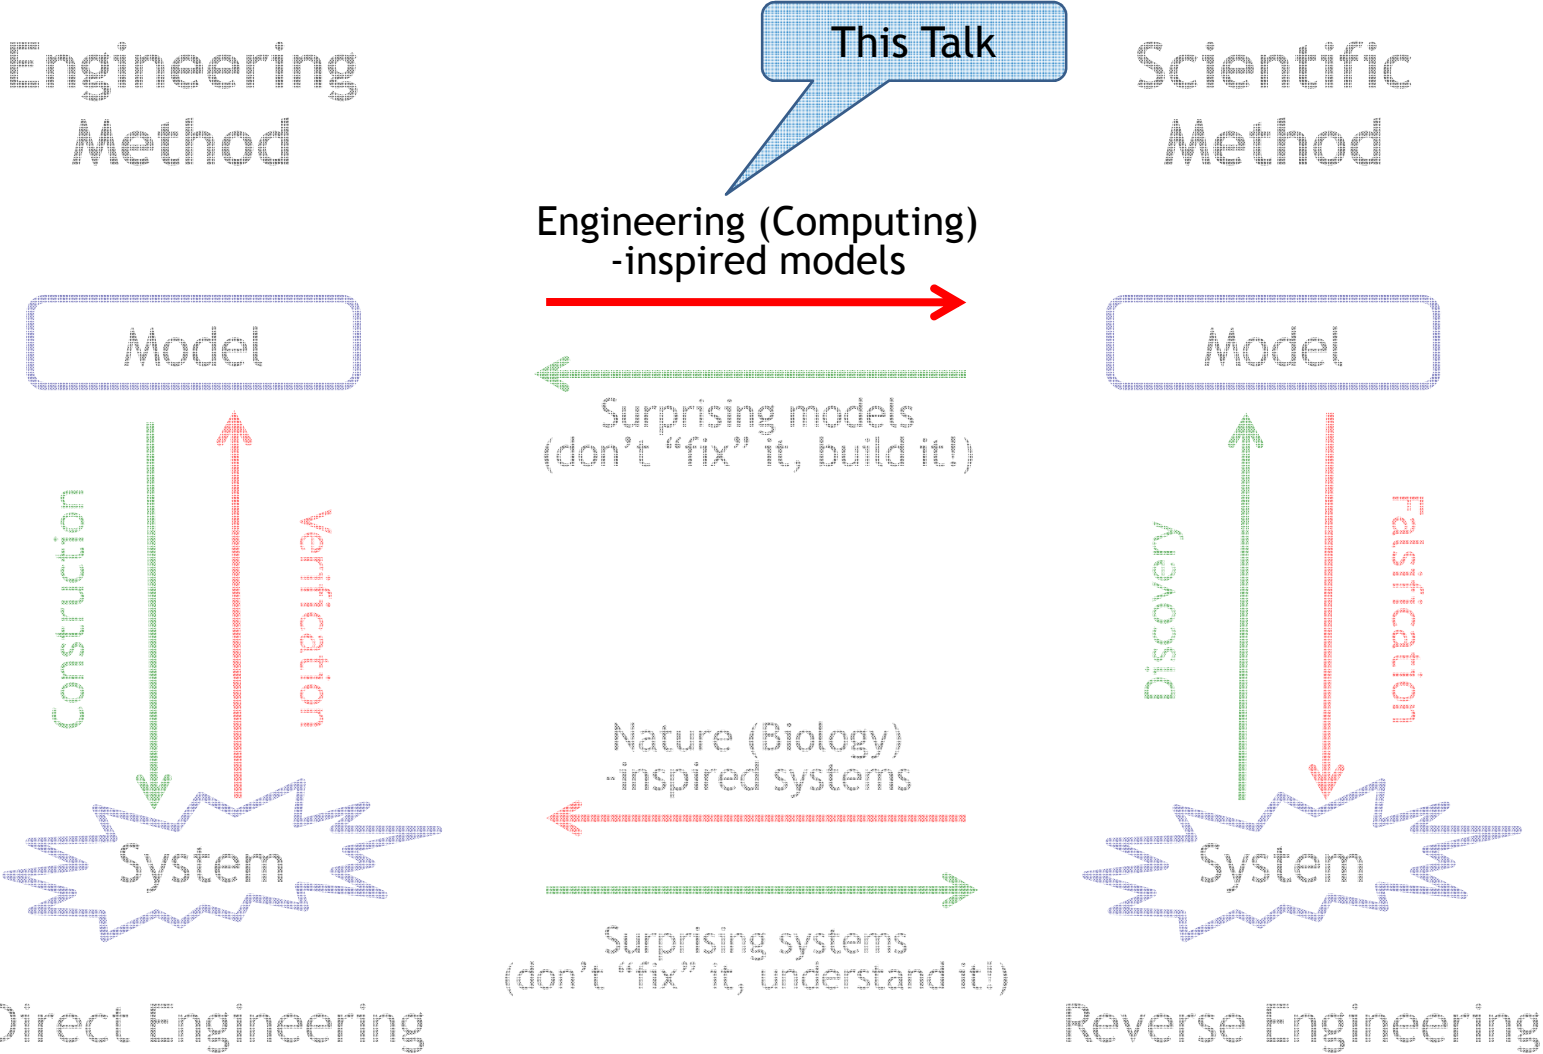 This Talk
Engineering
Method
Scientific
Method
Engineering (Computing)
-inspired models
Model
Model
Surprising models
(don't “fix” it, build it!)
Construction
Verification
Discovery
Falsification
Nature (Biology)
-inspired systems
System
System
Surprising systems
(don't “fix” it, understand it!)
Direct Engineering
Reverse Engineering